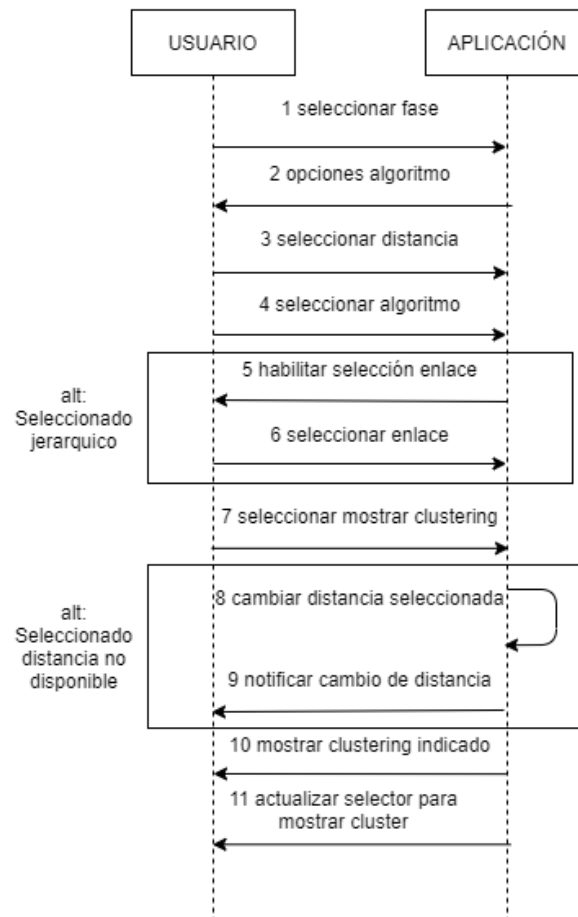 USUARIO
APLICACIÓN
1 seleccionar fase
2 opciones algoritmo
3 seleccionar distancia
4 seleccionar algoritmo
alt:
Seleccionado
jerarquico
5 habilitar selección enlace
6 seleccionar enlace
7 seleccionar mostrar clustering
alt:
Seleccionado
distancia no
disponible
8 cambiar distancia seleccionada
9 notificar cambio de distancia
10 mostrar clustering indicado
11 actualizar selector para
mostrar cluster